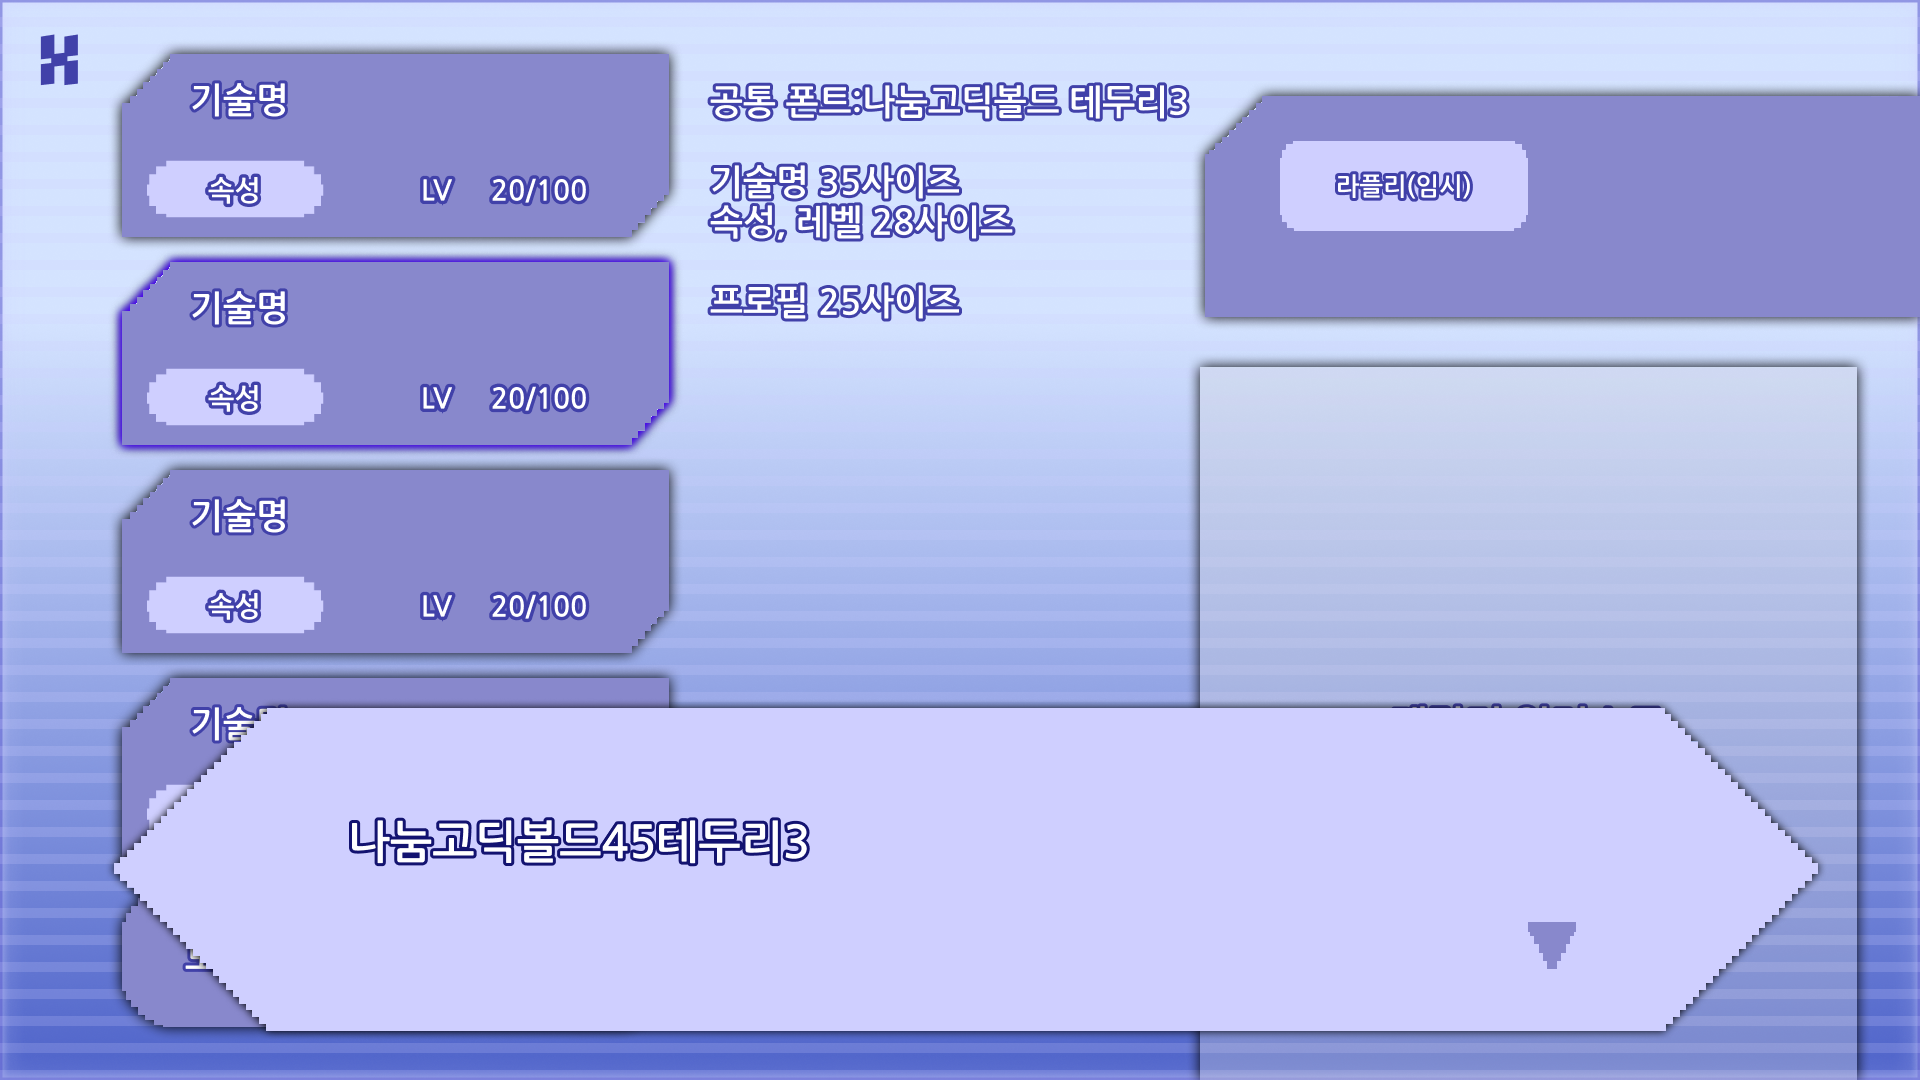 기술명
속성 LV 20/100
기술명
속성 LV 20/100
기술명
속성 LV 20/100
기술
공통 폰트:나눔고딕볼드 테두리3
기술명 35사이즈
속성, 레벨 28사이즈
프로필 25사이즈
라플리(임시)
나눔고딕볼드45테두리3